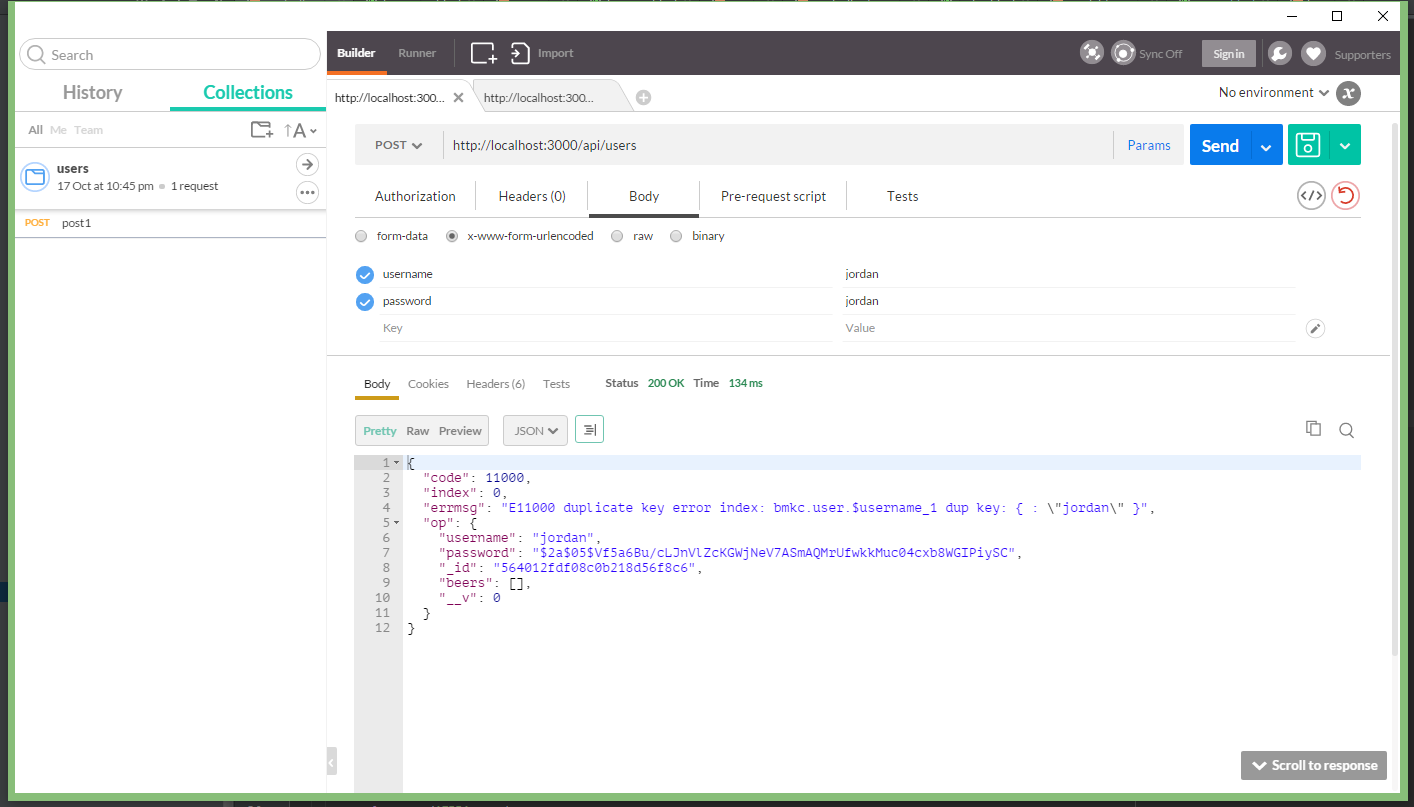 Search
History Collections
All Me Team A
users
17 Oct at 10:45 pm 1 request
POST post1
Builder Runner Import Sync Off Sign in Supporters
http://localhost:300... http://localhost:300... No environment x
POST http://localhost:3000/api/users Params Send
Authorization Headers (0) Body Pre-request script Tests </>
form-data x-www-form-urlencoded raw binary
username jordan
password jordan
Key Value
Body Cookies Headers (6) Tests Status 200 OK Time 134 ms
Pretty Raw Preview JSON
1 {
2 "code": 11000,
3 "index": 0,
4 "errmsg": "E11000 duplicate key error index: bmkc.user.$username_1 dup key: { : \"jordan\" }",
5 "op": {
6 "username": "jordan",
7 "password": "$2a$05$Vf5a6Bu/cLJnVlZcKGWjNeV7ASmAQMrUfwkkMuc04cxb8WGIPiySC",
8 "_id": "564012fdf08c0b218d56f8c6",
9 "beers": [],
10 "__v": 0
11 }
12 }
Scroll to response